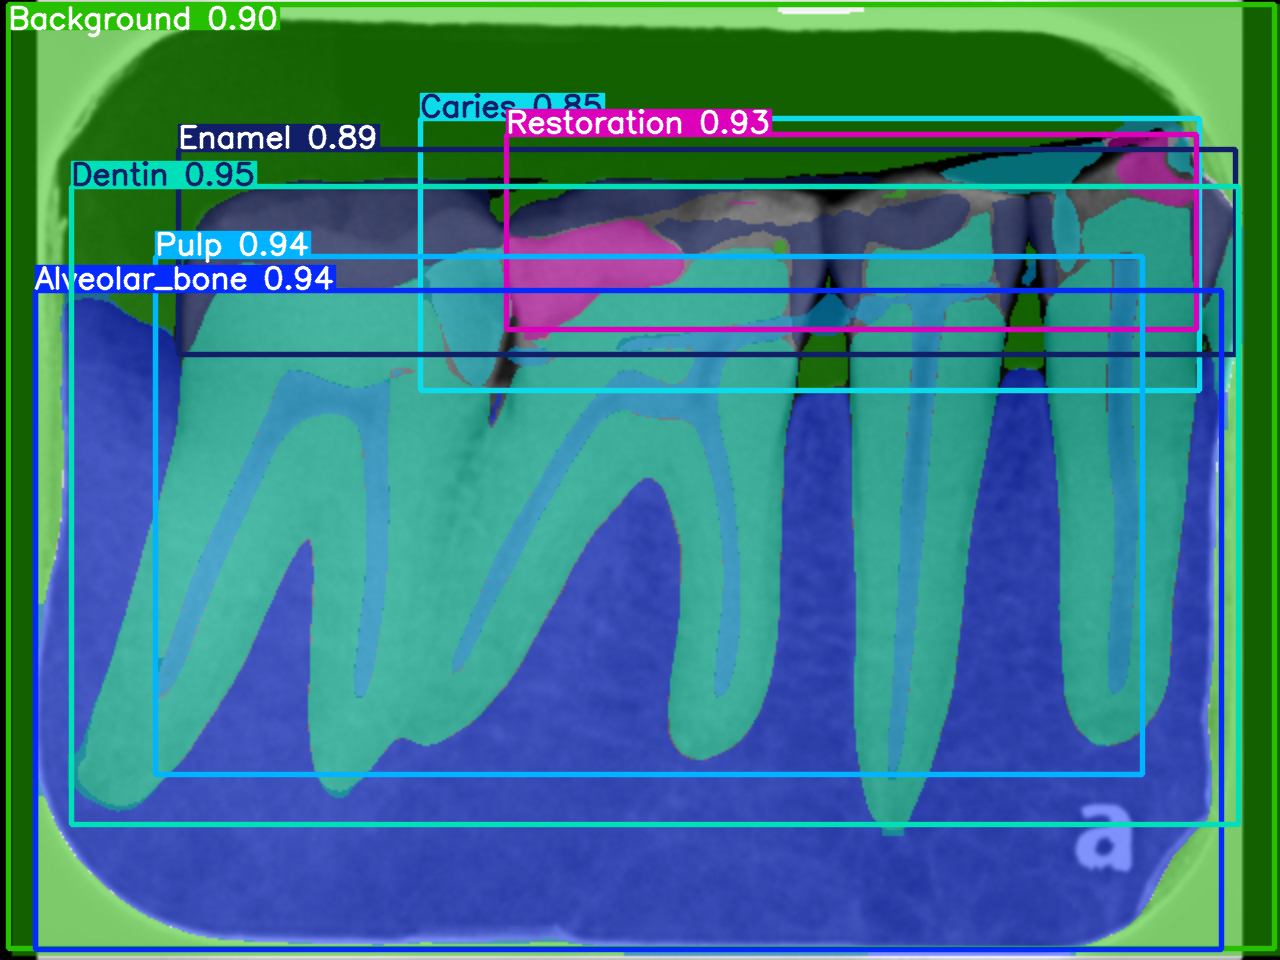 Background 0.90
Caries 0.85
Restoration 0.93
Enamel 0.89
Dentin 0.95
Pulp 0.94
Alveolar_bone 0.94
a